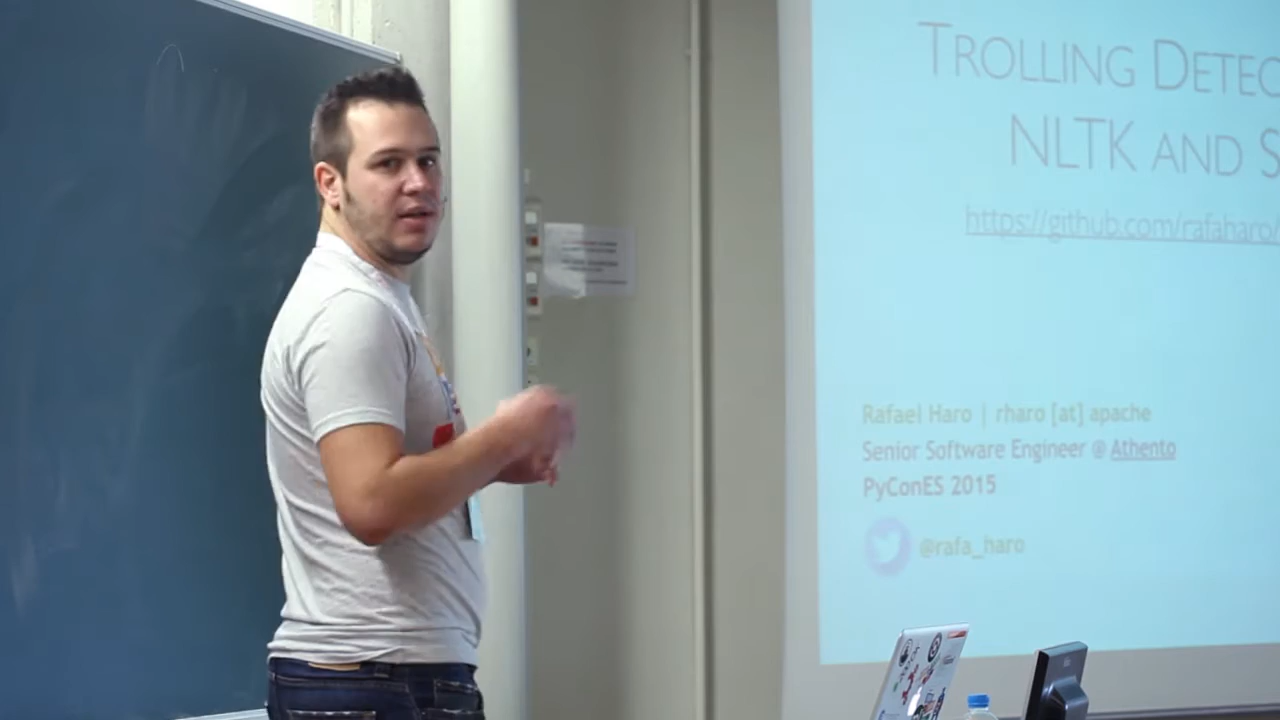 TROLLING DETEC
NLTK AND S
https://github.com/rafaharo/
Rafael Haro | rharo [at] apache
Senior Software Engineer @ Athento
PyConES 2015
@rafa_haro